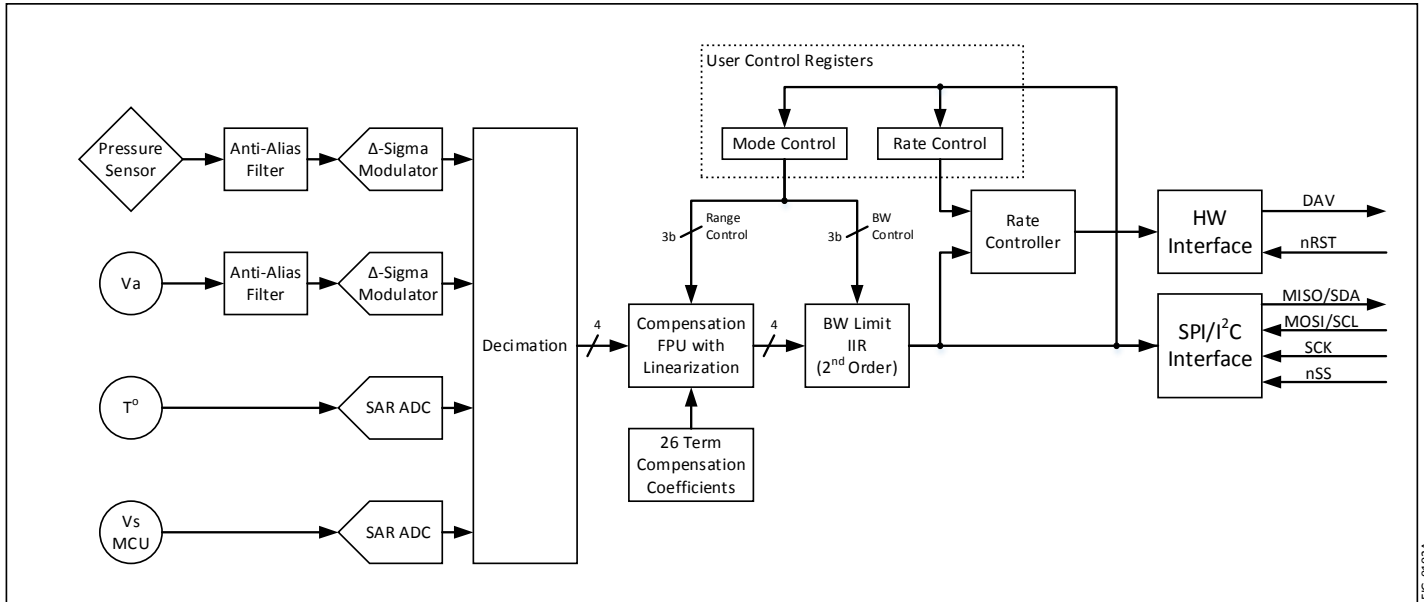 User Control Registers
Mode Control
Rate Control
Pressure
Sensor
Anti-Alias
Filter
Δ-Sigma
Modulator
Va
Anti-Alias
Filter
Δ-Sigma
Modulator
T°
SAR ADC
Vs
MCU
SAR ADC
Decimation
4
3b
Range
Control
Compensation
FPU with
Linearization
26 Term
Compensation
Coefficients
4
3b
BW
Control
BW Limit
IIR
(2nd Order)
Rate
Controller
HW
Interface
DAV
nRST
SPI/I²C
Interface
MISO/SDA
MOSI/SCL
SCK
nSS